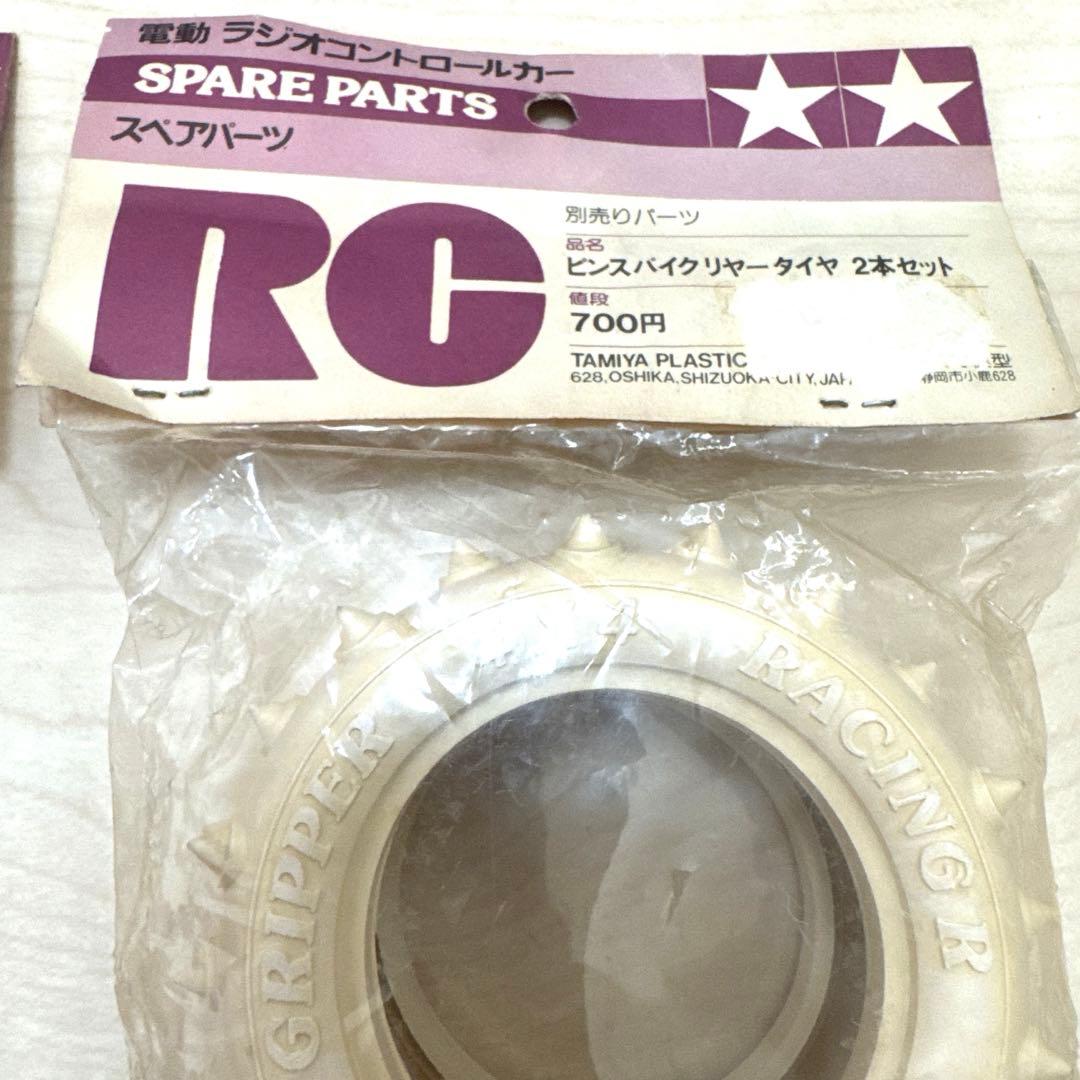 電動 ラジオコントロールカー
SPARE PARTS
スペアパーツ
RC
別売りパーツ
品名
ピンスパイクリヤータイヤ 2本セット
値段
700円
TAMIYA PLASTIC 型
628, OSHIKA, SHIZUOKA-CITY, JAP 静岡市小鹿628
GRIPPER
RACING R